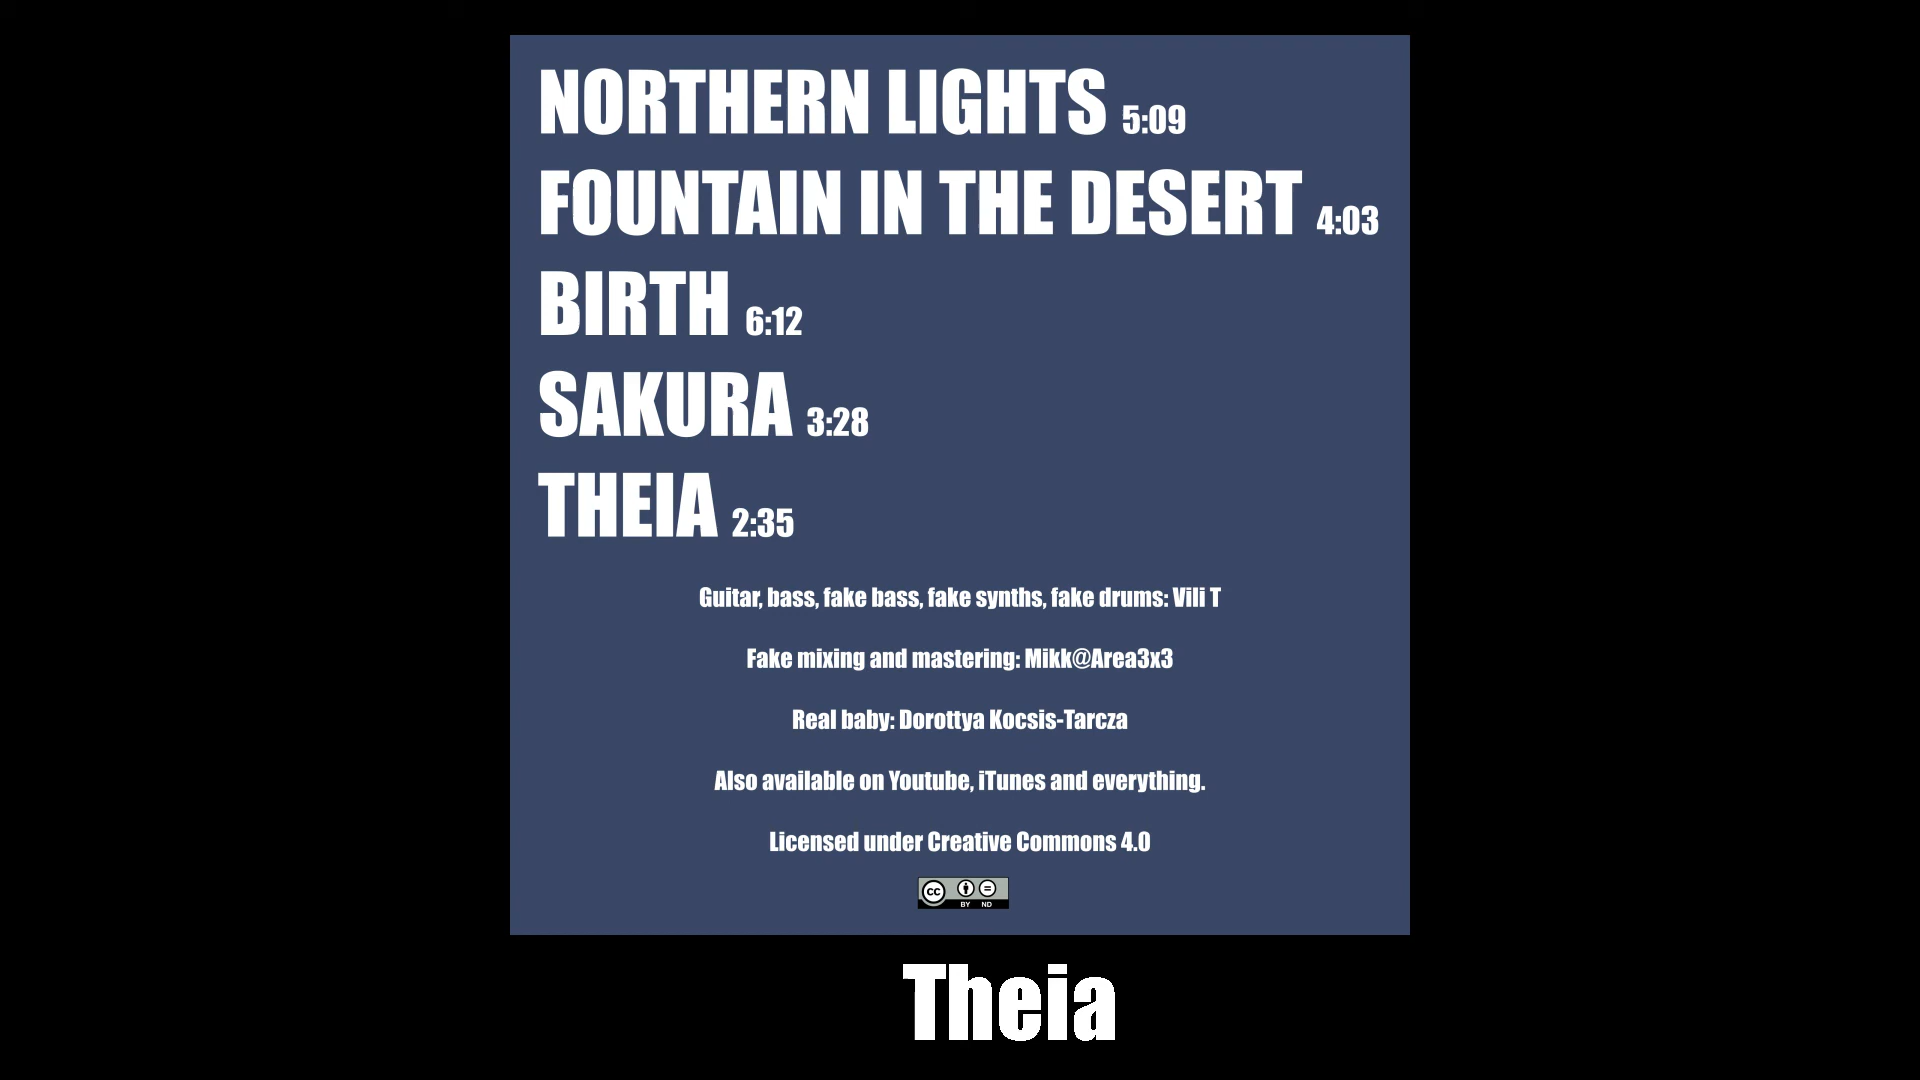 NORTHERN LIGHTS 5:09
FOUNTAIN IN THE DESERT 4:03
BIRTH 6:12
SAKURA 3:28
THEIA 2:35
Guitar, bass, fake bass, fake synths, fake drums: Vili T
Fake mixing and mastering: Mikk@Area3x3
Real baby: Dorottya Kocsis-Tarcza
Also available on Youtube, iTunes and everything.
Licensed under Creative Commons 4.0
cc BY ND
Theia